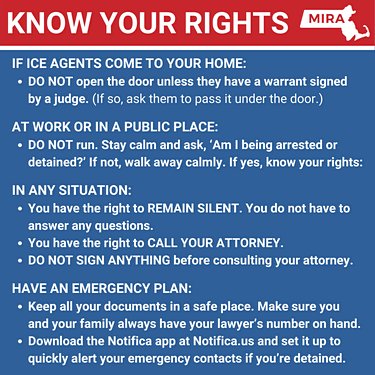 KNOW YOUR RIGHTS
MIRA
IF ICE AGENTS COME TO YOUR HOME:
• DO NOT open the door unless they have a warrant signed
by a judge. (If so, ask them to pass it under the door.)
AT WORK OR IN A PUBLIC PLACE:
• DO NOT run. Stay calm and ask, ‘Am I being arrested or
detained?’ If not, walk away calmly. If yes, know your rights:
IN ANY SITUATION:
• You have the right to REMAIN SILENT. You do not have to
answer any questions.
• You have the right to CALL YOUR ATTORNEY.
• DO NOT SIGN ANYTHING before consulting your attorney.
HAVE AN EMERGENCY PLAN:
• Keep all your documents in a safe place. Make sure you
and your family always have your lawyer’s number on hand.
• Download the Notifica app at Notifica.us and set it up to
quickly alert your emergency contacts if you’re detained.